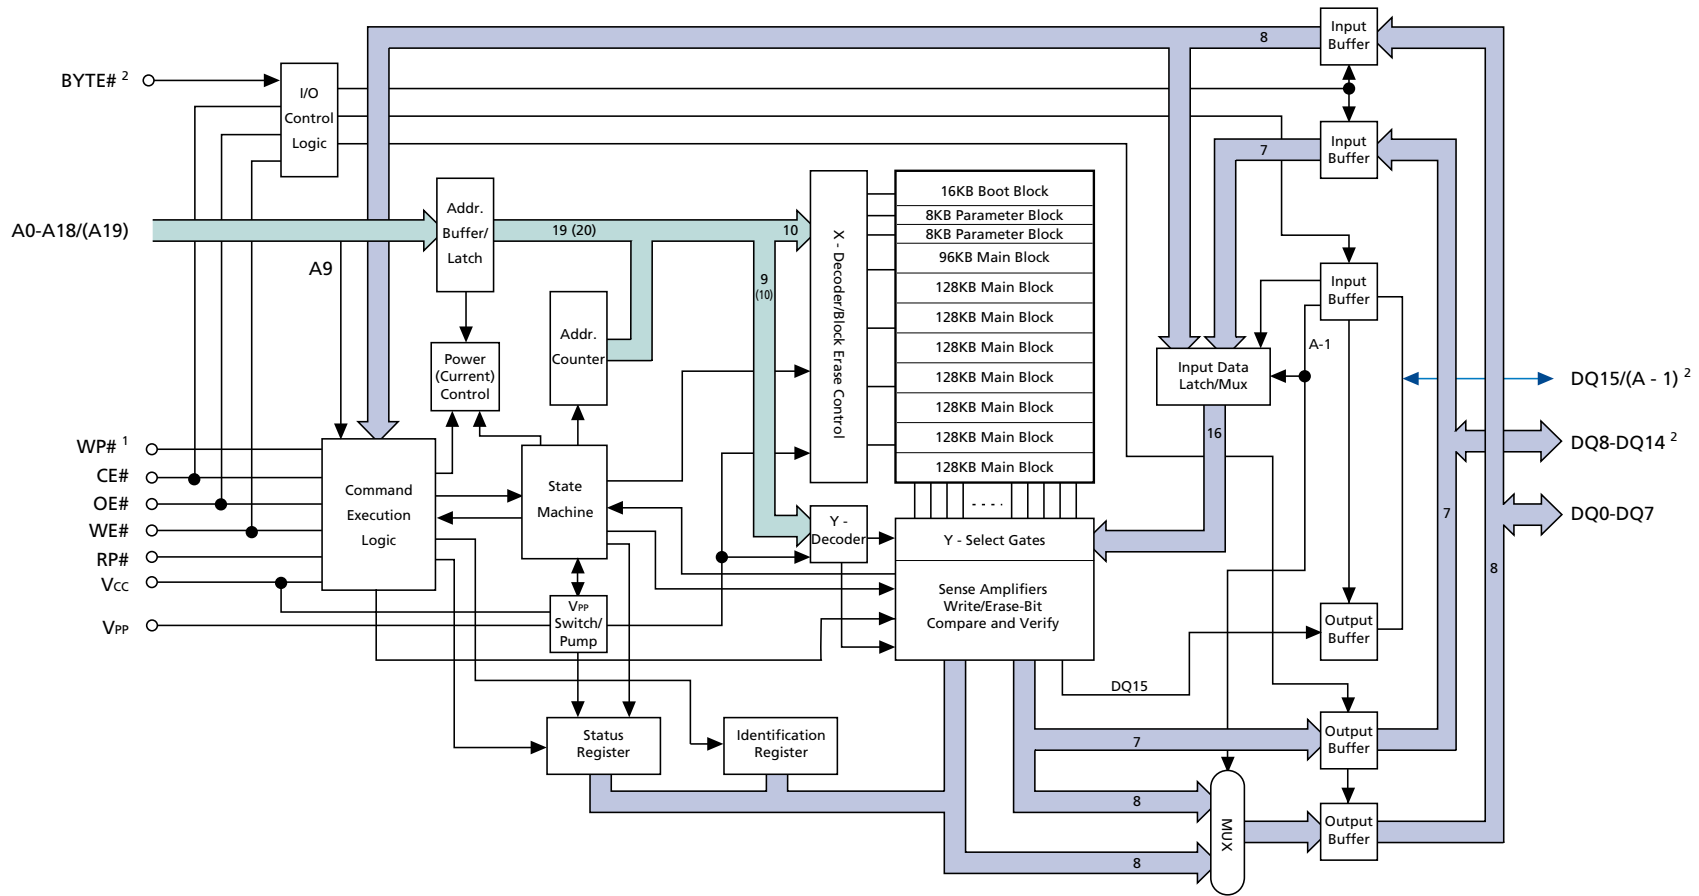 BYTE# 2
I/O
Control
Logic
8
Input
Buffer
7
Input
Buffer
A0-A18/(A19)
A9
Addr.
Buffer/
Latch
19 (20)
10
9
(10)
X - Decoder/Block Erase Control
16KB Boot Block
8KB Parameter Block
8KB Parameter Block
96KB Main Block
128KB Main Block
128KB Main Block
128KB Main Block
128KB Main Block
128KB Main Block
128KB Main Block
128KB Main Block
Input
Buffer
A-1
Addr.
Counter
Power
(Current)
Control
Input Data
Latch/Mux
16
DQ15/(A - 1) 2
DQ8-DQ14 2
DQ0-DQ7
7
8
WP# 1
CE#
OE#
WE#
RP#
VCC
VPP
Command
Execution
Logic
State
Machine
VPP
Switch/
Pump
Y -
Decoder
Y - Select Gates
Sense Amplifiers
Write/Erase-Bit
Compare and Verify
Output
Buffer
DQ15
Status
Register
Identification
Register
7
Output
Buffer
8
8
MUX
Output
Buffer